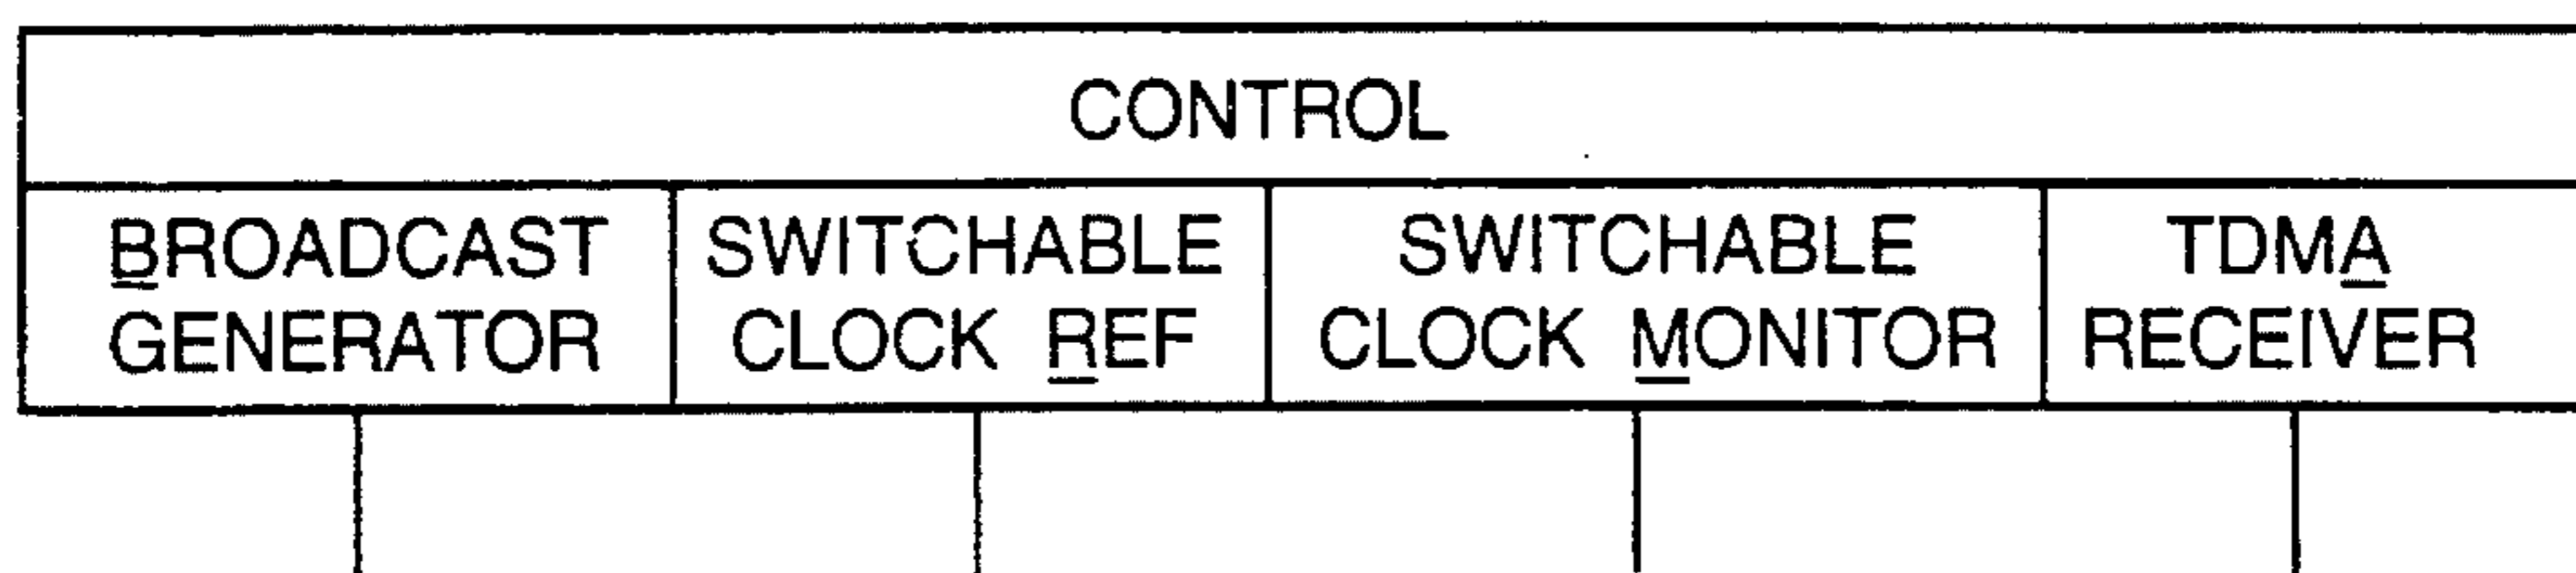 CONTROL
BROADCAST
GENERATOR
SWITCHABLE
CLOCK REF
SWITCHABLE
CLOCK MONITOR
TDMA
RECEIVER